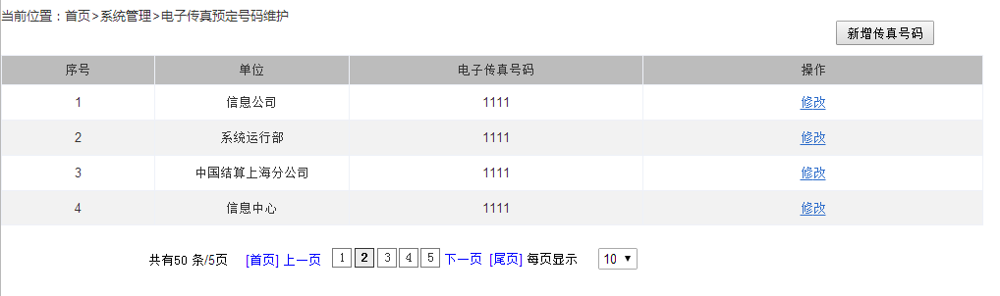 当前位置：首页>系统管理>电子传真预定号码维护
新增传真号码
序号 单位 电子传真号码 操作
1 信息公司 1111 修改
2 系统运行部 1111 修改
3 中国结算上海分公司 1111 修改
4 信息中心 1111 修改
共有50 条/5页 [首页] 上一页 1 2 3 4 5 下一页 [尾页] 每页显示 10